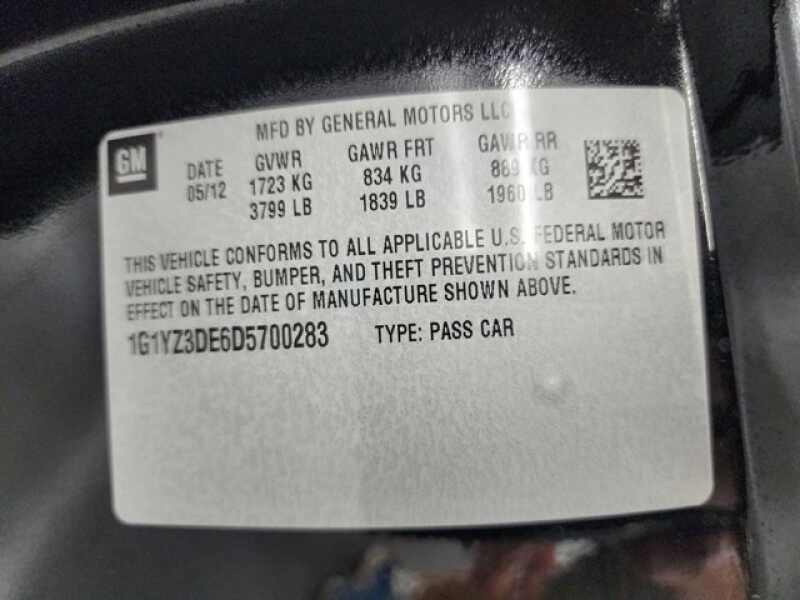 MFD BY GENERAL MOTORS LLC
GM
DATE GVWR GAWR FRT GAWR RR
05/12 1723 KG 834 KG 889 KG
3799 LB 1839 LB 1960 LB
THIS VEHICLE CONFORMS TO ALL APPLICABLE U.S. FEDERAL MOTOR
VEHICLE SAFETY, BUMPER, AND THEFT PREVENTION STANDARDS IN
EFFECT ON THE DATE OF MANUFACTURE SHOWN ABOVE.
1G1YZ3DE6D5700283 TYPE: PASS CAR